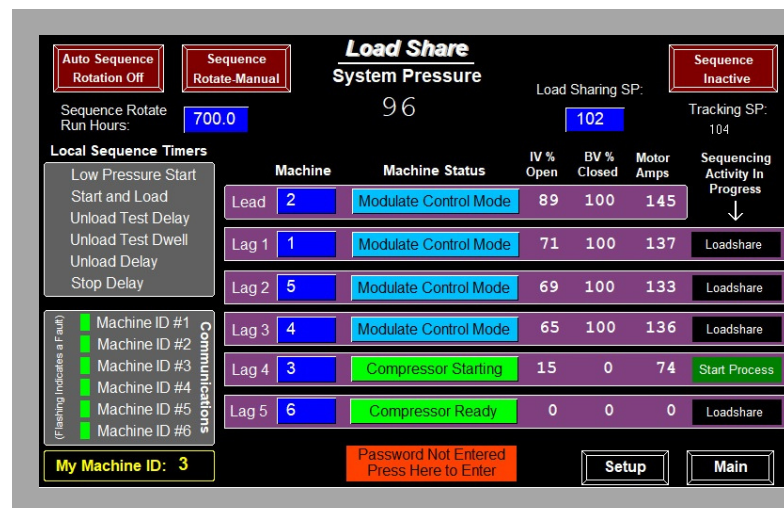 Auto Sequence
Rotation Off
Sequence
Rotate-Manual
Load Share
System Pressure
96
Load Sharing SP:
102
Sequence
Inactive
Sequence Rotate
Run Hours:
700.0
Tracking SP:
104
Local Sequence Timers
Low Pressure Start
Start and Load
Unload Test Delay
Unload Test Dwell
Unload Delay
Stop Delay
Machine Machine Status IV % Open BV % Closed Motor Amps Sequencing Activity In Progress
Lead 2 Modulate Control Mode 89 100 145
Lag 1 1 Modulate Control Mode 71 100 137 Loadshare
Lag 2 5 Modulate Control Mode 69 100 133 Loadshare
Lag 3 4 Modulate Control Mode 65 100 136 Loadshare
Lag 4 3 Compressor Starting 15 0 74 Start Process
Lag 5 6 Compressor Ready 0 0 0 Loadshare
(Flashing Indicates a Fault)
Machine ID #1
Machine ID #2
Machine ID #3
Machine ID #4
Machine ID #5
Machine ID #6
Communications
My Machine ID: 3
Password Not Entered
Press Here to Enter
Setup
Main